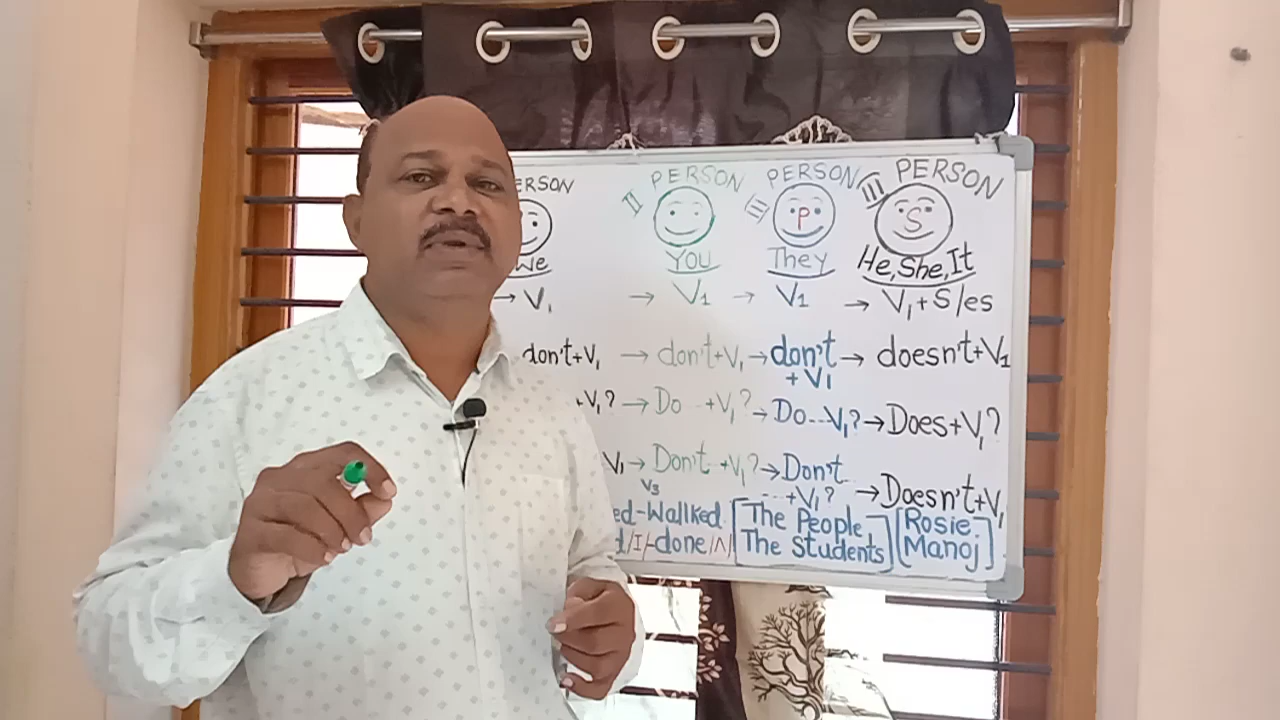 ERSON II PERSON III PERSON III PERSON
P S
We YOU They He, She, It
→ V₁ → V₁ → V₁ → V₁+S/es
don't+V₁ → don't+V₁ → don't +V₁ → doesn't+V₁
+V₁? → Do ..+V₁? → Do...V₁? → Does+V₁?
V₁ → Don't +V₁? → Don't ...+V₁? → Doesn't+V₁
V₃
ed-Wallked [The People [Rosie]
d/I/-done/Λ/ The Students] [Manoj]